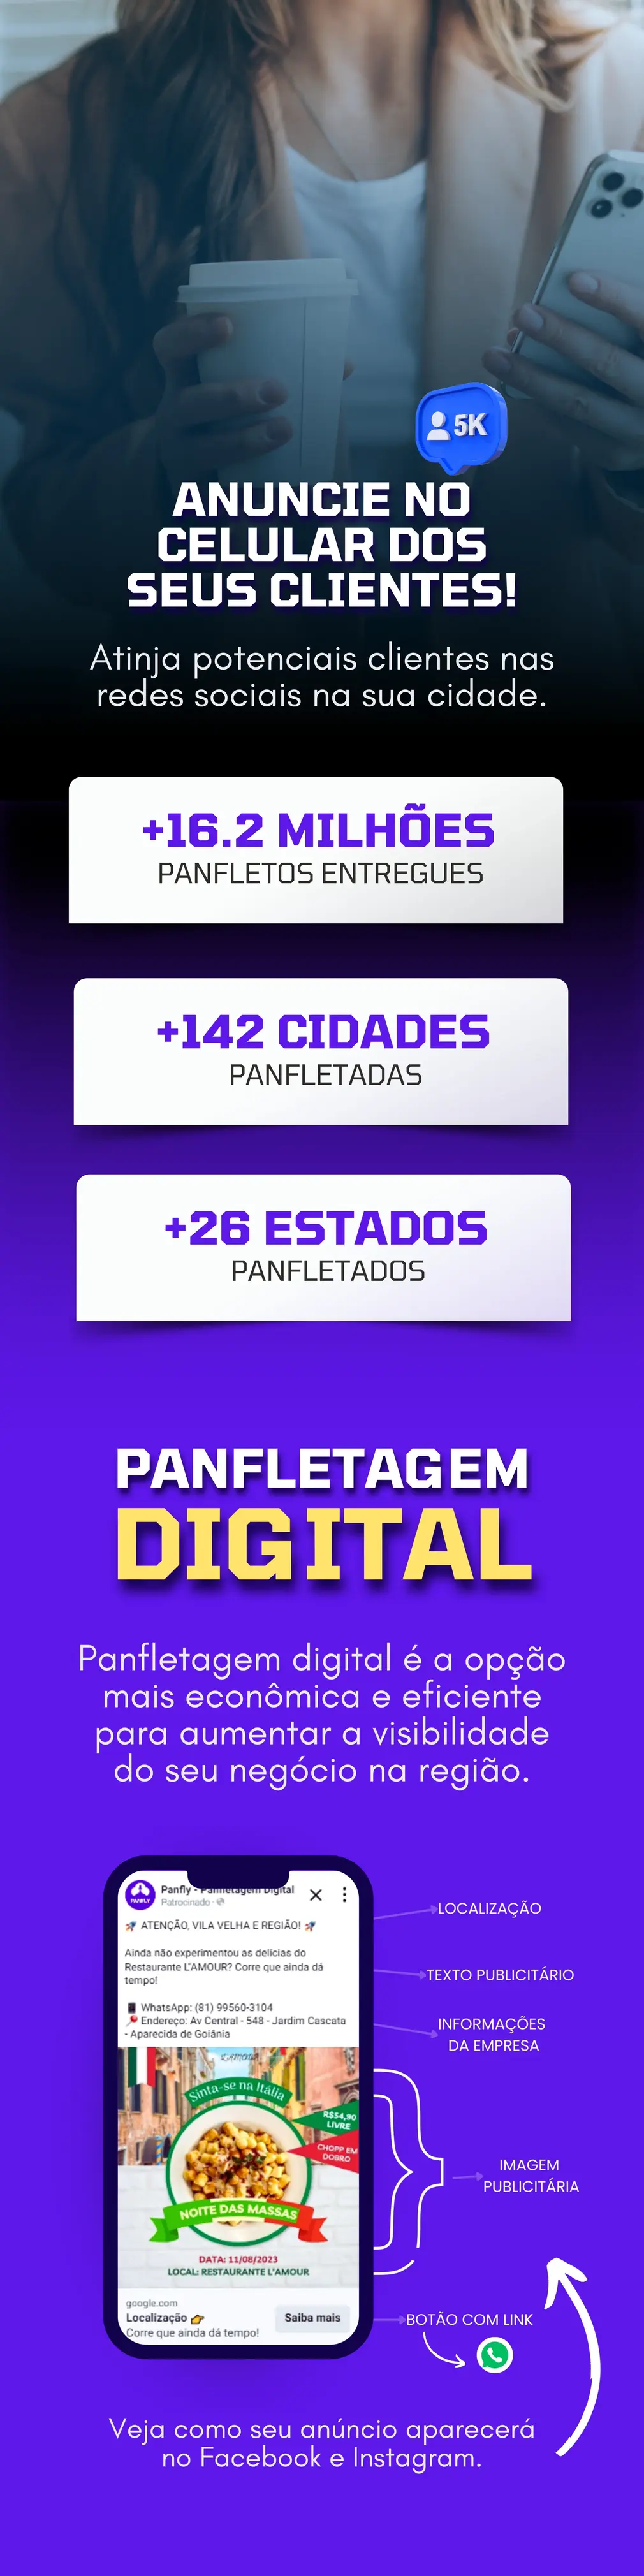 5K
ANUNCIE NO
CELULAR DOS
SEUS CLIENTES!
Atinja potenciais clientes nas
redes sociais na sua cidade.
+16.2 MILHÕES
PANFLETOS ENTREGUES
+142 CIDADES
PANFLETADAS
+26 ESTADOS
PANFLETADOS
PANFLETAGEM
DIGITAL
Panfletagem digital é a opção
mais econômica e eficiente
para aumentar a visibilidade
do seu negócio na região.
PANFLY
Panfly - Panfletagem Digital
Patrocinado ·
🚀 ATENÇÃO, VILA VELHA E REGIÃO! 🚀
Ainda não experimentou as delícias do
Restaurante L'AMOUR? Corre que ainda dá
tempo!
📱 WhatsApp: (81) 99560-3104
📍 Endereço: Av Central - 548 - Jardim Cascata
- Aparecida de Goiânia
L'AMOUR
Sinta-se na Itália
R$54,90
LIVRE
CHOPP EM
DOBRO
NOITE DAS MASSAS
DATA: 11/08/2023
LOCAL: RESTAURANTE L'AMOUR
google.com
Localização 👉
Corre que ainda dá tempo!
Saiba mais
LOCALIZAÇÃO
TEXTO PUBLICITÁRIO
INFORMAÇÕES
DA EMPRESA
IMAGEM
PUBLICITÁRIA
BOTÃO COM LINK
Veja como seu anúncio aparecerá
no Facebook e Instagram.